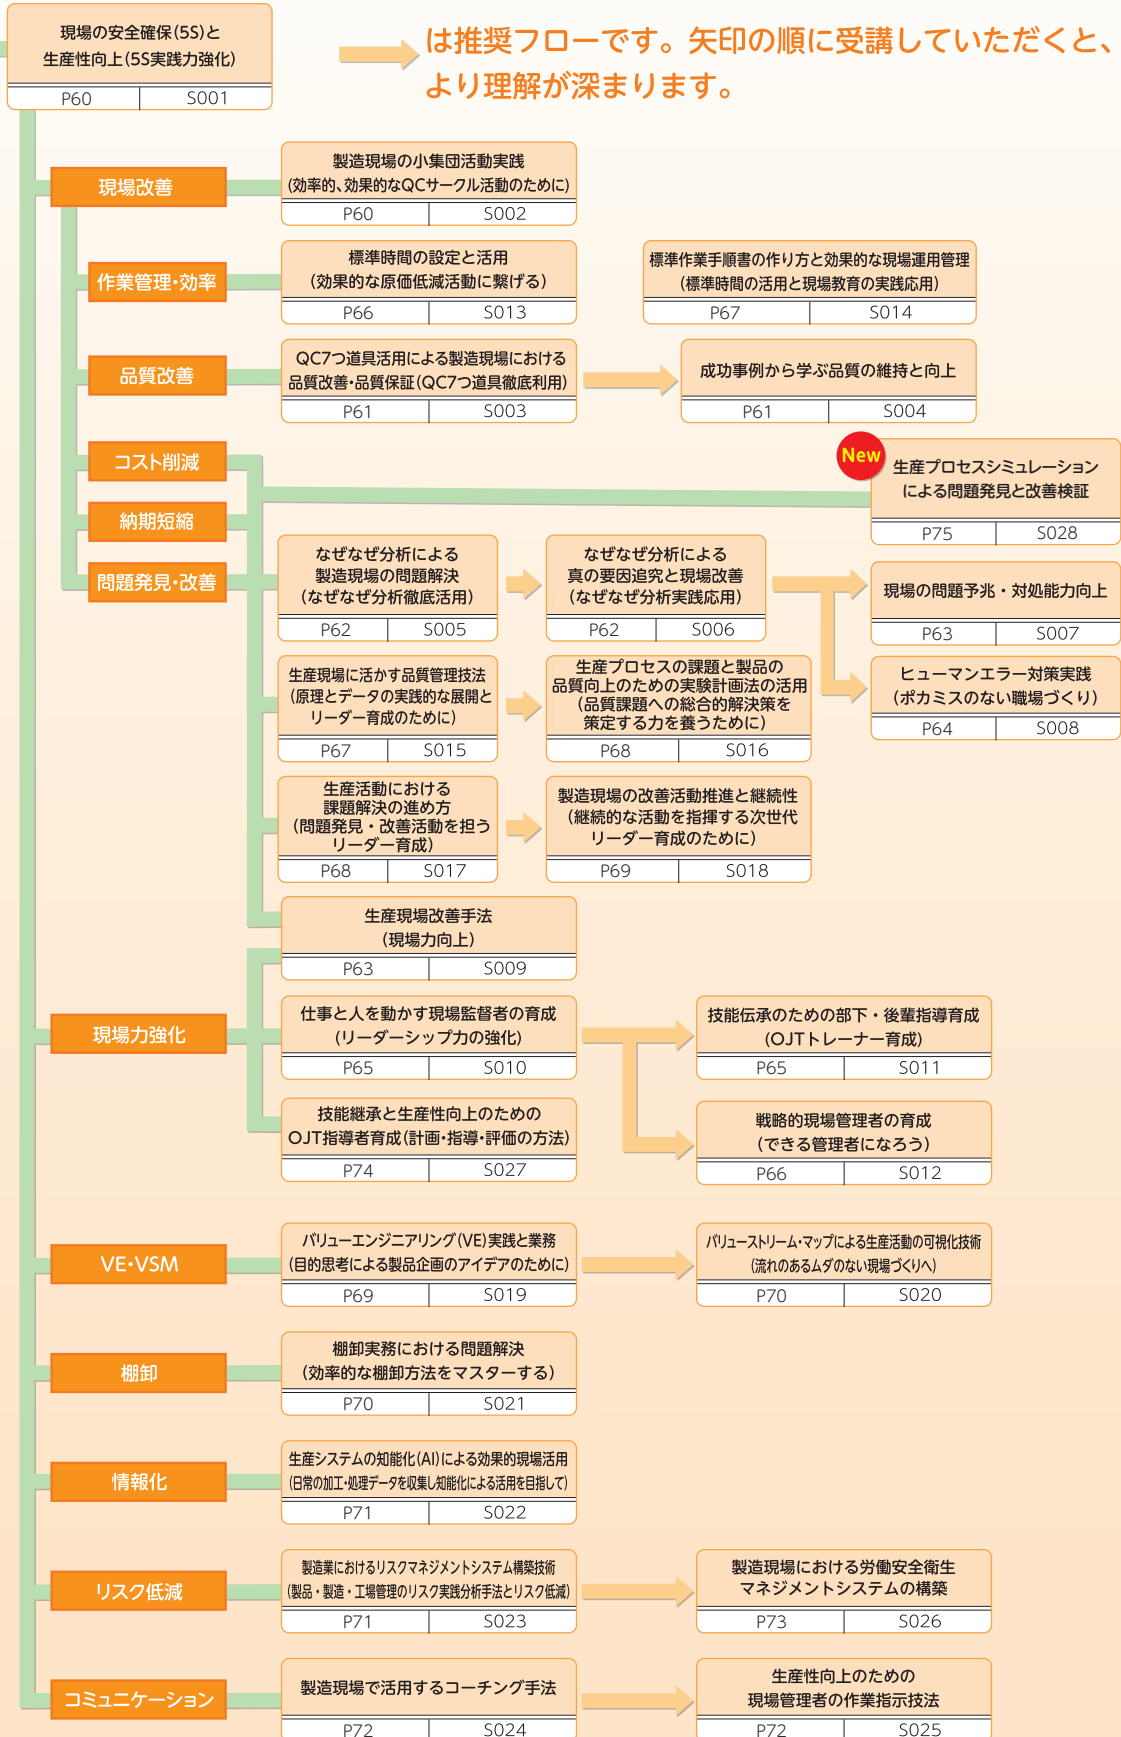 現場の安全確保(5S)と
生産性向上(5S実践力強化)
P60 S001
は推奨フローです。矢印の順に受講していただくと、
より理解が深まります。
現場改善
製造現場の小集団活動実践
(効率的、効果的なQCサークル活動のために)
P60 S002
作業管理・効率
標準時間の設定と活用
(効果的な原価低減活動に繋げる)
P66 S013
標準作業手順書の作り方と効果的な現場運用管理
(標準時間の活用と現場教育の実践応用)
P67 S014
品質改善
QC7つ道具活用による製造現場における
品質改善・品質保証(QC7つ道具徹底利用)
P61 S003
成功事例から学ぶ品質の維持と向上
P61 S004
コスト削減
New
生産プロセスシミュレーション
による問題発見と改善検証
P75 S028
納期短縮
問題発見・改善
なぜなぜ分析による
製造現場の問題解決
(なぜなぜ分析徹底活用)
P62 S005
なぜなぜ分析による
真の要因追究と現場改善
(なぜなぜ分析実践応用)
P62 S006
現場の問題予兆・対処能力向上
P63 S007
ヒューマンエラー対策実践
(ポカミスのない職場づくり)
P64 S008
生産現場に活かす品質管理技法
(原理とデータの実践的な展開と
リーダー育成のために)
P67 S015
生産プロセスの課題と製品の
品質向上のための実験計画法の活用
(品質課題への総合的解決策を
策定する力を養うために)
P68 S016
生産活動における
課題解決の進め方
(問題発見・改善活動を担う
リーダー育成)
P68 S017
製造現場の改善活動推進と継続性
(継続的な活動を指揮する次世代
リーダー育成のために)
P69 S018
生産現場改善手法
(現場力向上)
P63 S009
現場力強化
仕事と人を動かす現場監督者の育成
(リーダーシップ力の強化)
P65 S010
技能伝承のための部下・後輩指導育成
(OJTトレーナー育成)
P65 S011
技能継承と生産性向上のための
OJT指導者育成(計画・指導・評価の方法)
P74 S027
戦略的現場管理者の育成
(できる管理者になろう)
P66 S012
VE・VSM
バリューエンジニアリング(VE)実践と業務
(目的思考による製品企画のアイデアのために)
P69 S019
バリューストリーム・マップによる生産活動の可視化技術
(流れのあるムダのない現場づくりへ)
P70 S020
棚卸
棚卸実務における問題解決
(効率的な棚卸方法をマスターする)
P70 S021
情報化
生産システムの知能化(AI)による効果的現場活用
(日常の加工・処理データを収集し知能化による活用を目指して)
P71 S022
リスク低減
製造業におけるリスクマネジメントシステム構築技術
(製品・製造・工場管理のリスク実践分析手法とリスク低減)
P71 S023
製造現場における労働安全衛生
マネジメントシステムの構築
P73 S026
コミュニケーション
製造現場で活用するコーチング手法
P72 S024
生産性向上のための
現場管理者の作業指示技法
P72 S025